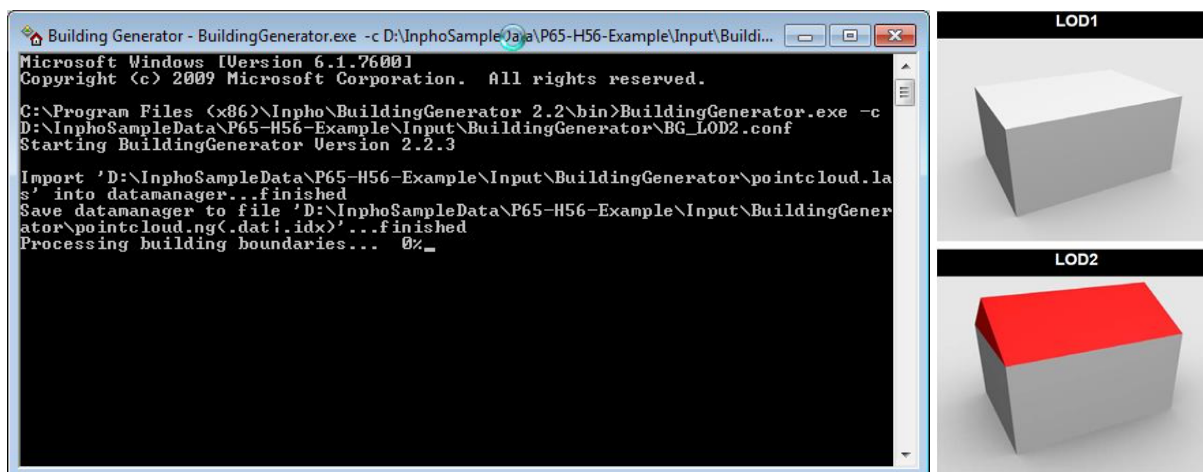 Building Generator - BuildingGenerator.exe -c D:\InphoSampleData\P65-H56-Example\Input\Buildi...
Microsoft Windows [Version 6.1.7600]
Copyright (c) 2009 Microsoft Corporation.  All rights reserved.
C:\Program Files (x86)\Inpho\BuildingGenerator 2.2\bin>BuildingGenerator.exe -c
D:\InphoSampleData\P65-H56-Example\Input\BuildingGenerator\BG_LOD2.conf
Starting BuildingGenerator Version 2.2.3
Import 'D:\InphoSampleData\P65-H56-Example\Input\BuildingGenerator\pointcloud.la
s' into datamanager...finished
Save datamanager to file 'D:\InphoSampleData\P65-H56-Example\Input\BuildingGener
ator\pointcloud.ng(.dat|.idx)'...finished
Processing building boundaries...  0%_
LOD1
LOD2